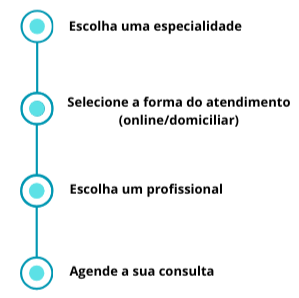 Escolha uma especialidade
Selecione a forma do atendimento
(online/domiciliar)
Escolha um profissional
Agende a sua consulta